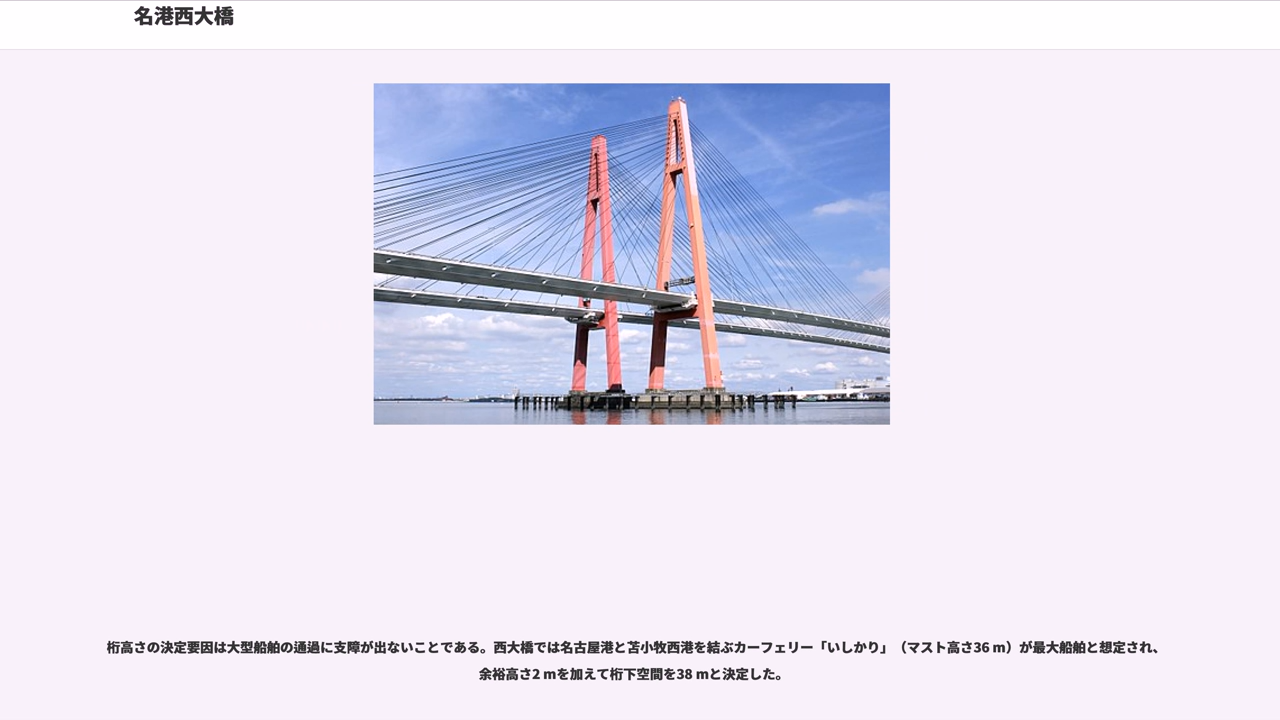 名港西大橋
桁高さの決定要因は大型船舶の通過に支障が出ないことである。西大橋では名古屋港と苫小牧西港を結ぶカーフェリー「いしかり」（マスト高さ36 m）が最大船舶と想定され、
余裕高さ2 mを加えて桁下空間を38 mと決定した。